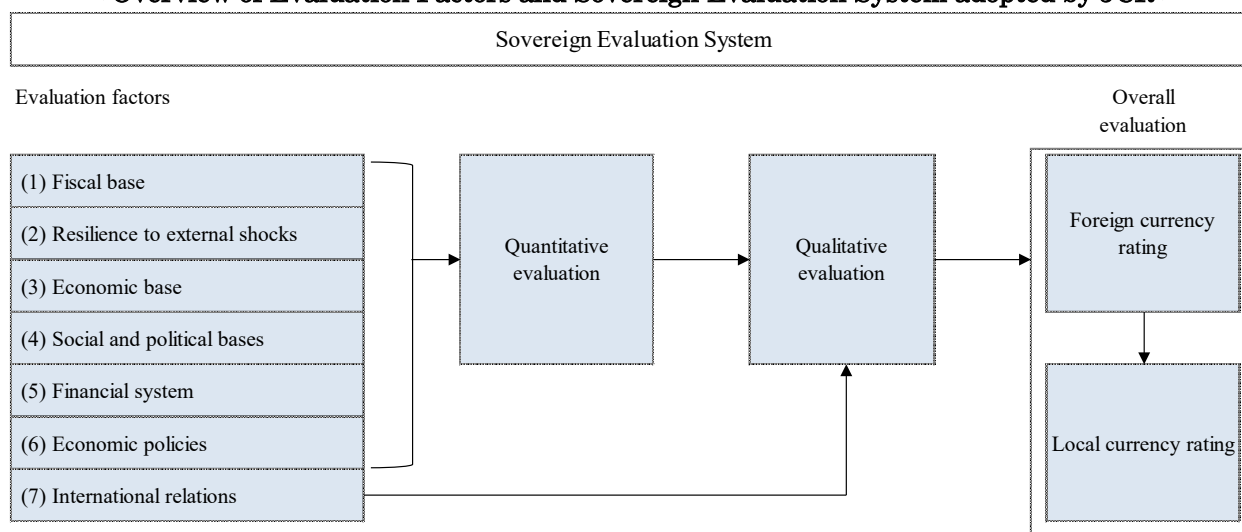 Overview of Evaluation Factors and Sovereign Evaluation System adopted by JCR
Sovereign Evaluation System
Evaluation factors
Overall
evaluation
(1) Fiscal base
(2) Resilience to external shocks
(3) Economic base
(4) Social and political bases
(5) Financial system
(6) Economic policies
(7) International relations
Quantitative
evaluation
Qualitative
evaluation
Foreign currency
rating
Local currency rating